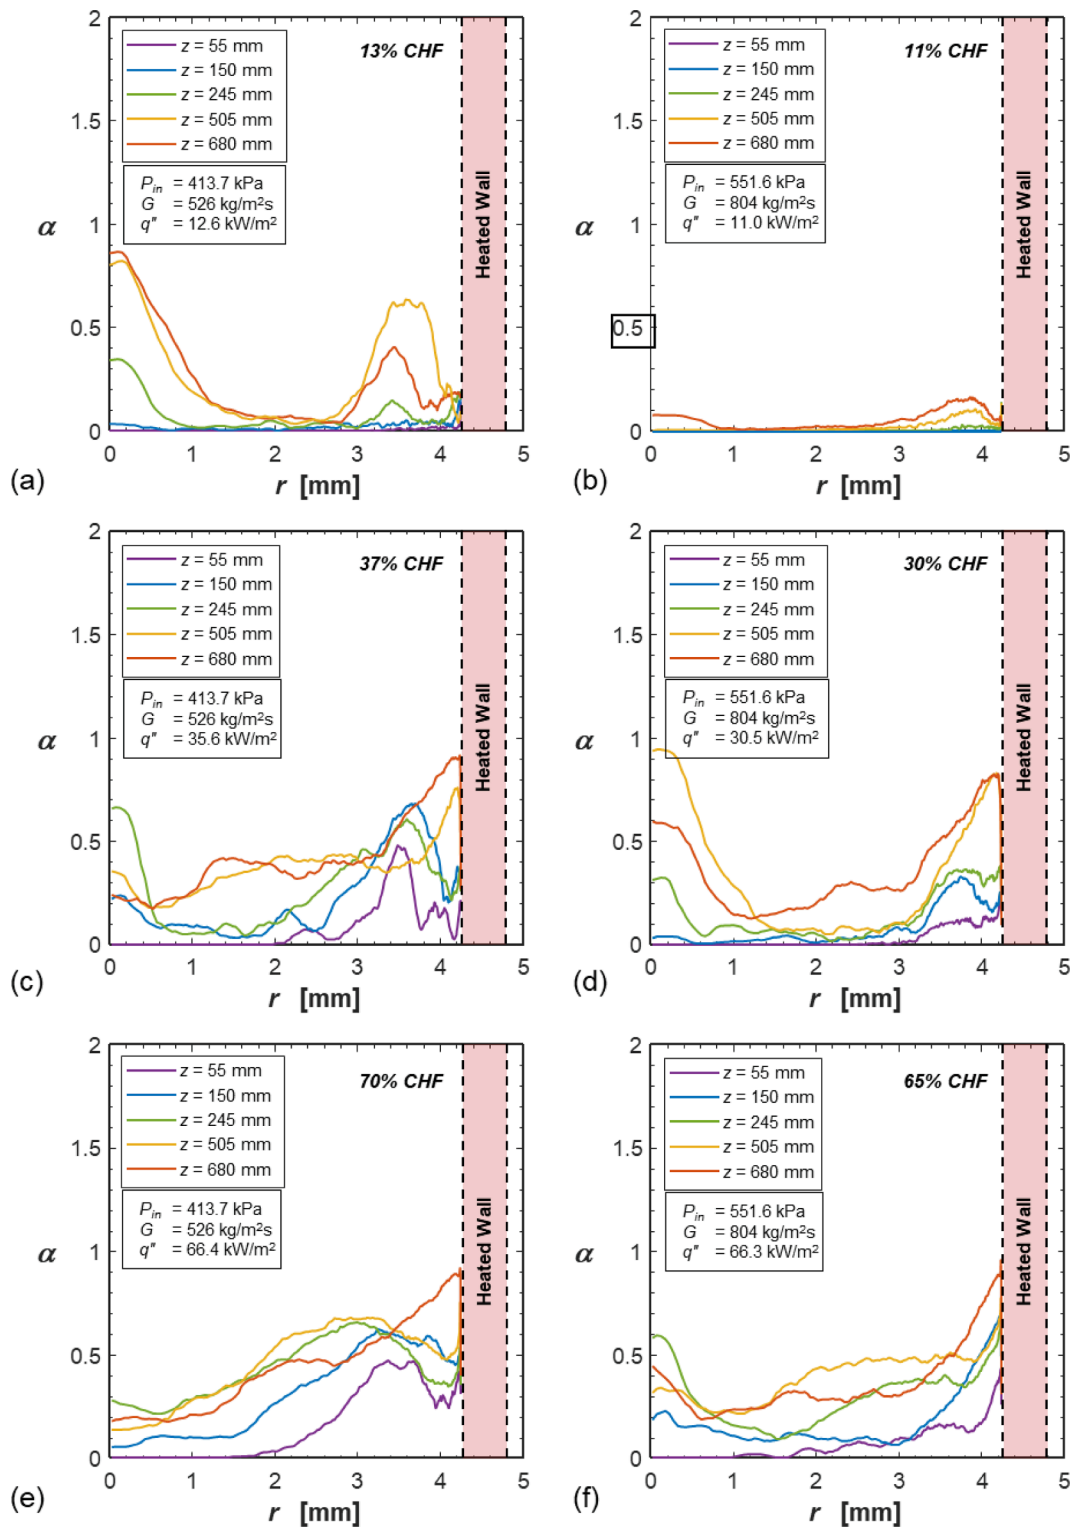 2
z = 55 mm
z = 150 mm
z = 245 mm
z = 505 mm
z = 680 mm
13% CHF
P_in = 413.7 kPa
G = 526 kg/m²s
q″ = 12.6 kW/m²
1.5
1
α
0.5
0
Heated Wall
0 1 2 3 4 5
(a)
r [mm]
2
z = 55 mm
z = 150 mm
z = 245 mm
z = 505 mm
z = 680 mm
11% CHF
P_in = 551.6 kPa
G = 804 kg/m²s
q″ = 11.0 kW/m²
1.5
1
α
0.5
0
Heated Wall
0 1 2 3 4 5
(b)
r [mm]
2
z = 55 mm
z = 150 mm
z = 245 mm
z = 505 mm
z = 680 mm
37% CHF
P_in = 413.7 kPa
G = 526 kg/m²s
q″ = 35.6 kW/m²
1.5
1
α
0.5
0
Heated Wall
0 1 2 3 4 5
(c)
r [mm]
2
z = 55 mm
z = 150 mm
z = 245 mm
z = 505 mm
z = 680 mm
30% CHF
P_in = 551.6 kPa
G = 804 kg/m²s
q″ = 30.5 kW/m²
1.5
1
α
0.5
0
Heated Wall
0 1 2 3 4 5
(d)
r [mm]
2
z = 55 mm
z = 150 mm
z = 245 mm
z = 505 mm
z = 680 mm
70% CHF
P_in = 413.7 kPa
G = 526 kg/m²s
q″ = 66.4 kW/m²
1.5
1
α
0.5
0
Heated Wall
0 1 2 3 4 5
(e)
r [mm]
2
z = 55 mm
z = 150 mm
z = 245 mm
z = 505 mm
z = 680 mm
65% CHF
P_in = 551.6 kPa
G = 804 kg/m²s
q″ = 66.3 kW/m²
1.5
1
α
0.5
0
Heated Wall
0 1 2 3 4 5
(f)
r [mm]